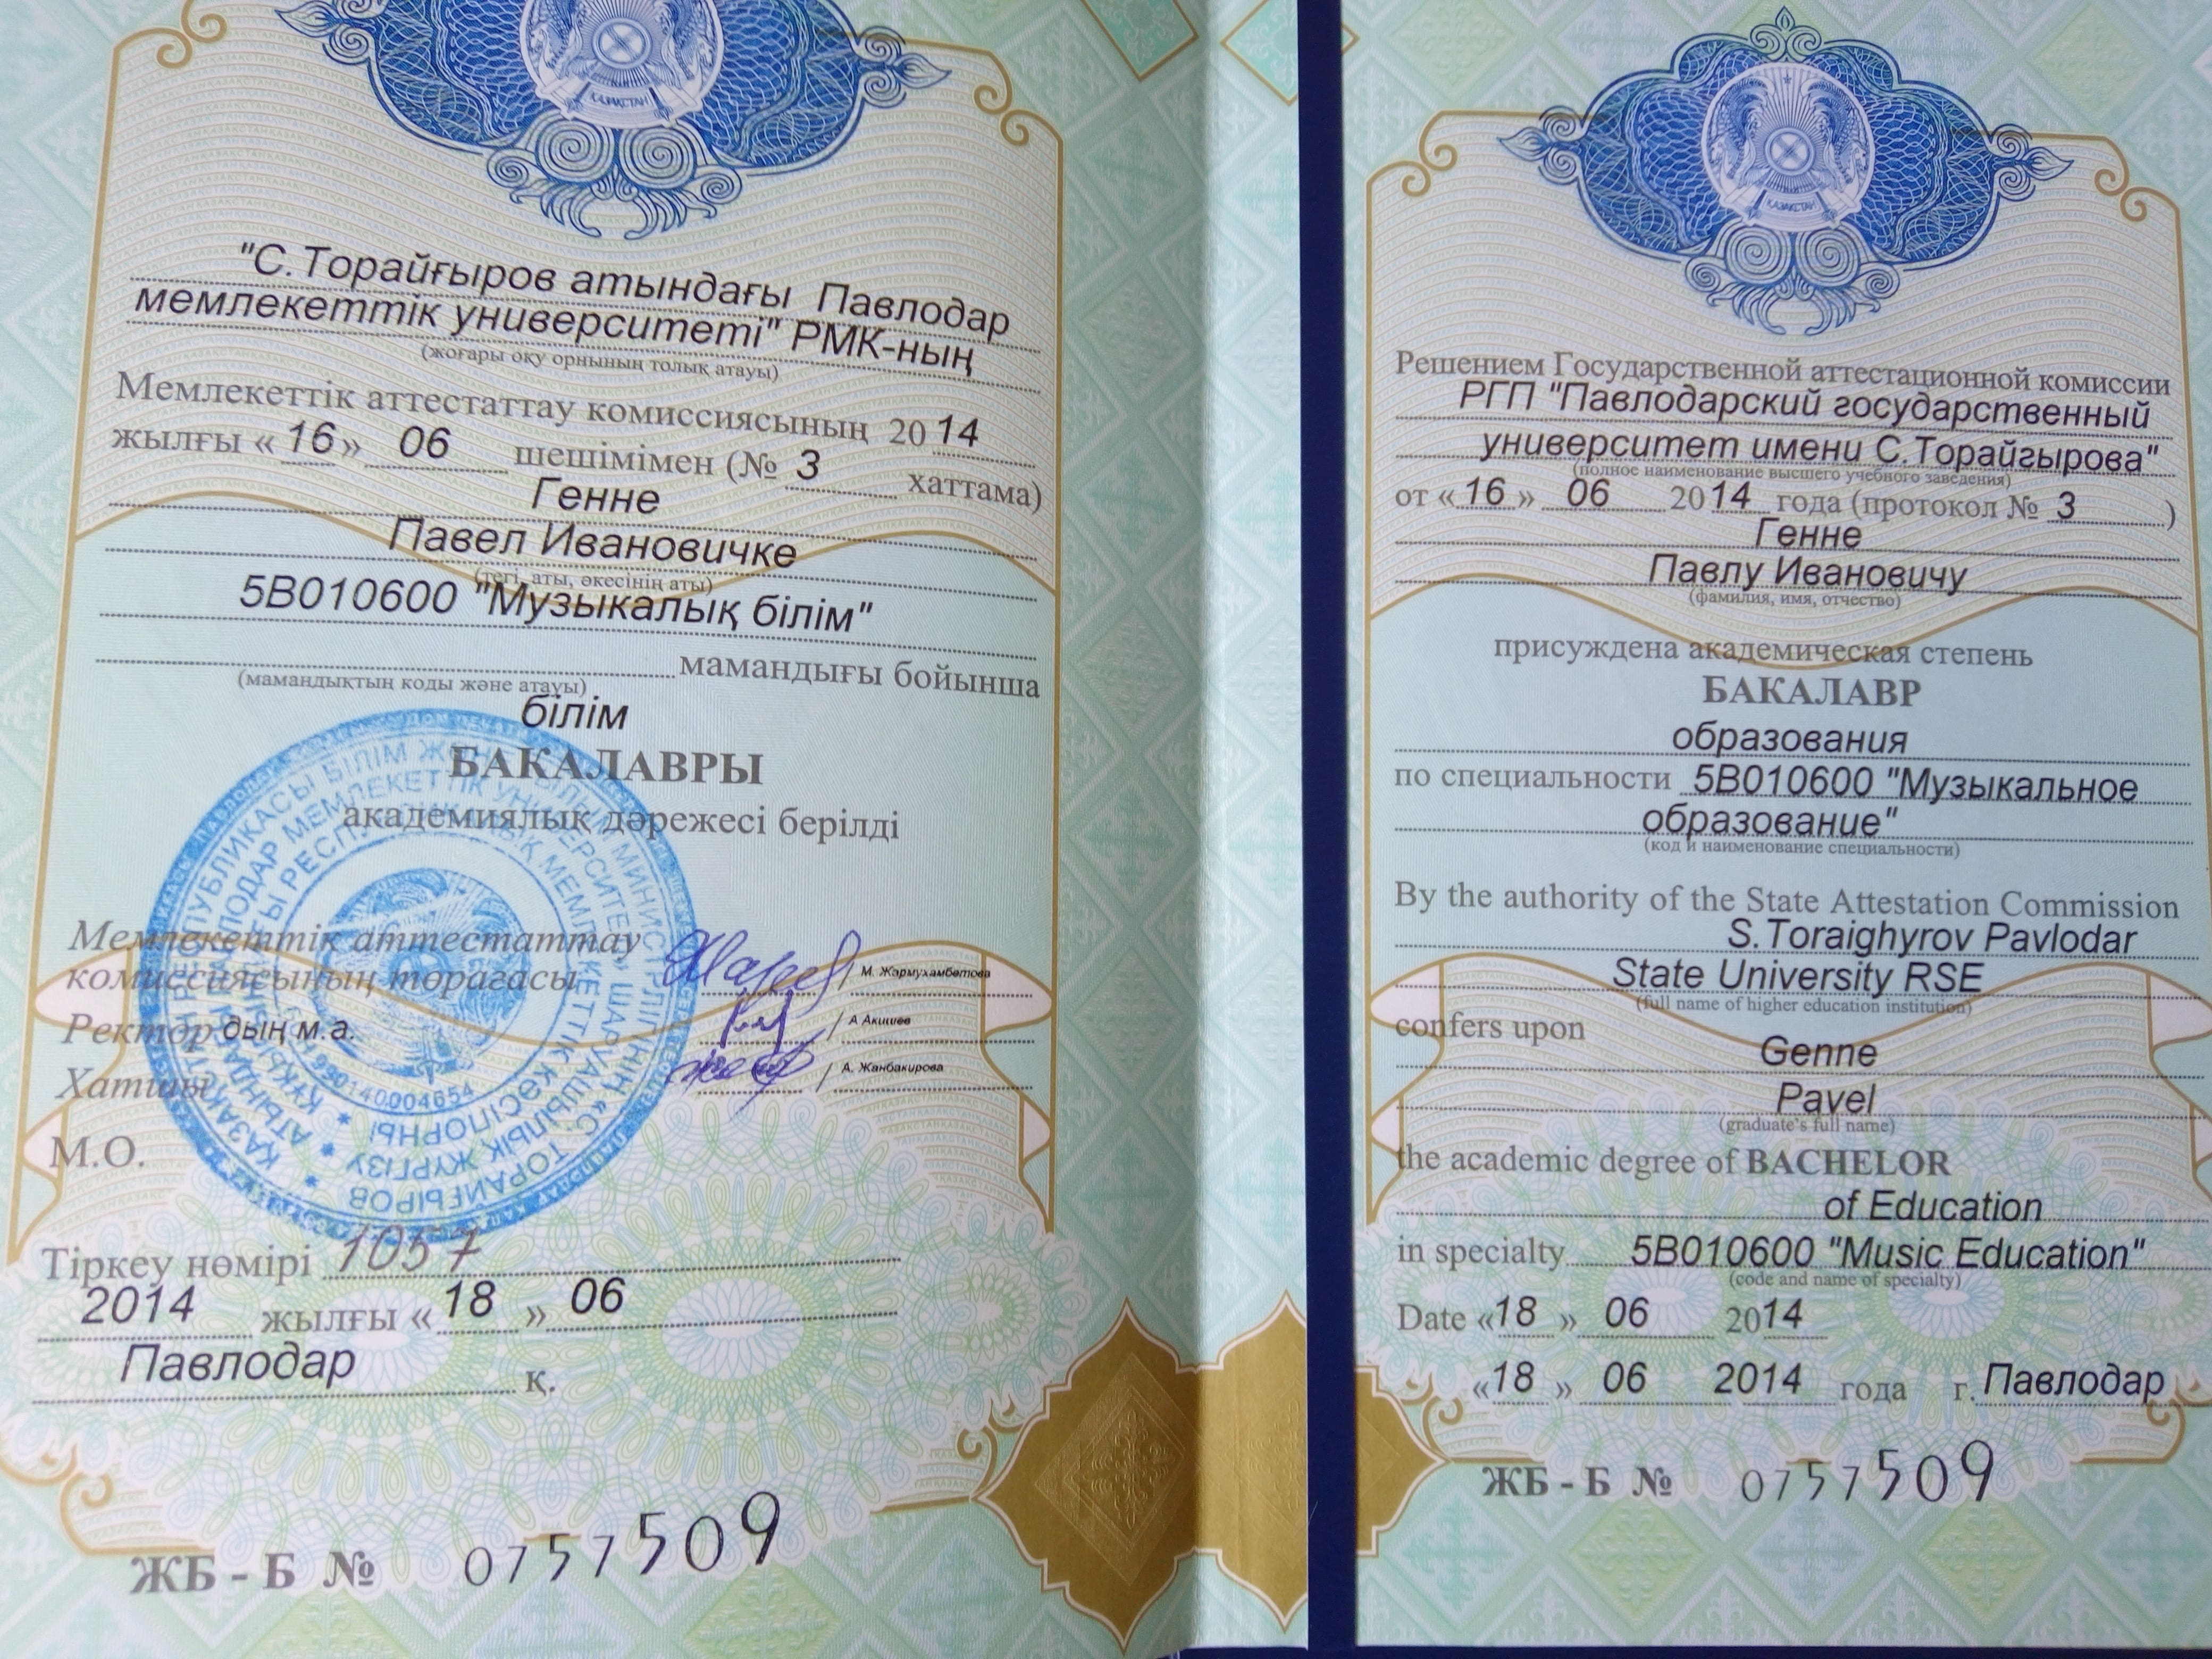 ҚАЗАҚСТАН
"С.Торайғыров атындағы Павлодар
мемлекеттік университеті" РМК-ның
(жоғары оқу орнының толық атауы)
Мемлекеттік аттестаттау комиссиясының 2014
жылғы «16» 06 шешімімен (№ 3 хаттама)
Генне
Павел Ивановичке
(тегі, аты, әкесінің аты)
5В010600 "Музыкалық білім"
мамандығы бойынша
(мамандықтың коды және атауы)
білім
БАКАЛАВРЫ
академиялық дәрежесі берілді
Мемлекеттік аттестаттау
комиссиясының төрағасы / М. Жармухамбетова
Ректор дың м.а. / А Акишев
Хатшы / А. Жанбакирова
990140004654
М.О.
Тіркеу нөмірі 1057
2014 жылғы «18» 06
Павлодар қ.
ЖБ - Б № 0757509
ҚАЗАҚСТАН
Решением Государственной аттестационной комиссии
РГП "Павлодарский государственный
университет имени С.Торайгырова"
(полное наименование высшего учебного заведения)
от «16» 06 2014 года (протокол № 3 )
Генне
Павлу Ивановичу
(фамилия, имя, отчество)
присуждена академическая степень
БАКАЛАВР
образования
по специальности 5В010600 "Музыкальное
образование"
(код и наименование специальности)
By the authority of the State Attestation Commission
S.Toraighyrov Pavlodar
State University RSE
(full name of higher education institution)
confers upon
Genne
Pavel
(graduate's full name)
the academic degree of BACHELOR
of Education
in specialty 5B010600 "Music Education"
(code and name of specialty)
Date «18» 06 2014
«18» 06 2014 года г. Павлодар
ЖБ - Б № 0757509